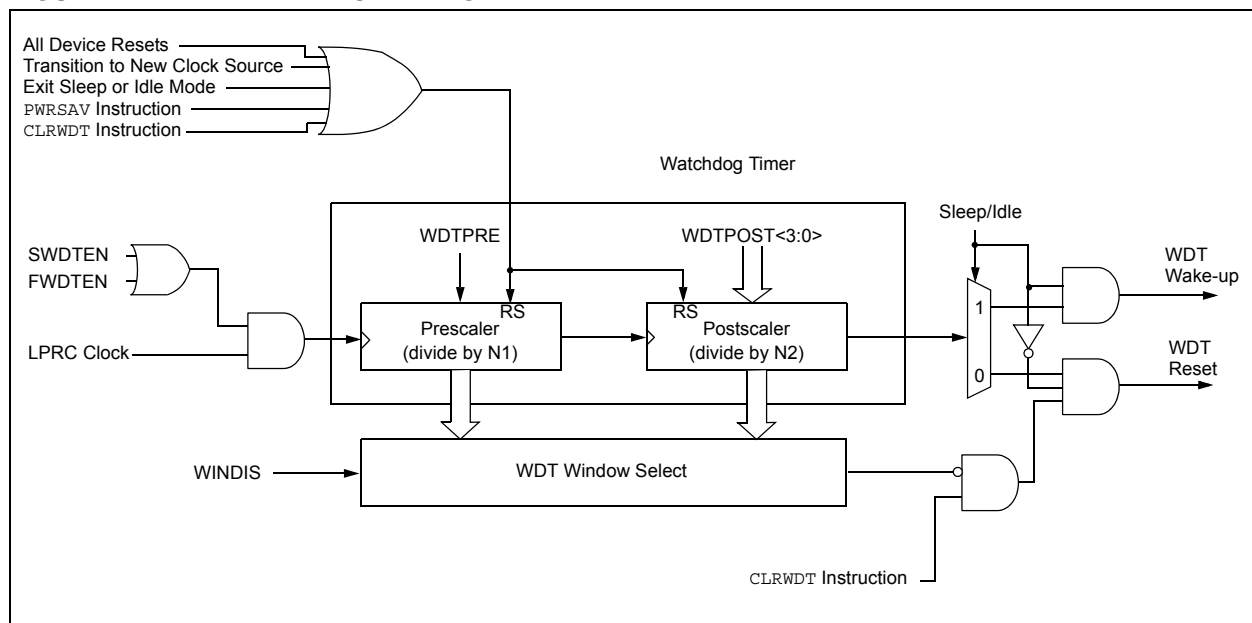 All Device Resets
Transition to New Clock Source
Exit Sleep or Idle Mode
PWRSAV Instruction
CLRWDT Instruction
Watchdog Timer
Sleep/Idle
SWDTEN
FWDTEN
WDTPRE
WDTPOST<3:0>
WDT
Wake-up
RS
RS
1
Prescaler
(divide by N1)
Postscaler
(divide by N2)
LPRC Clock
WDT
Reset
0
WINDIS
WDT Window Select
CLRWDT Instruction